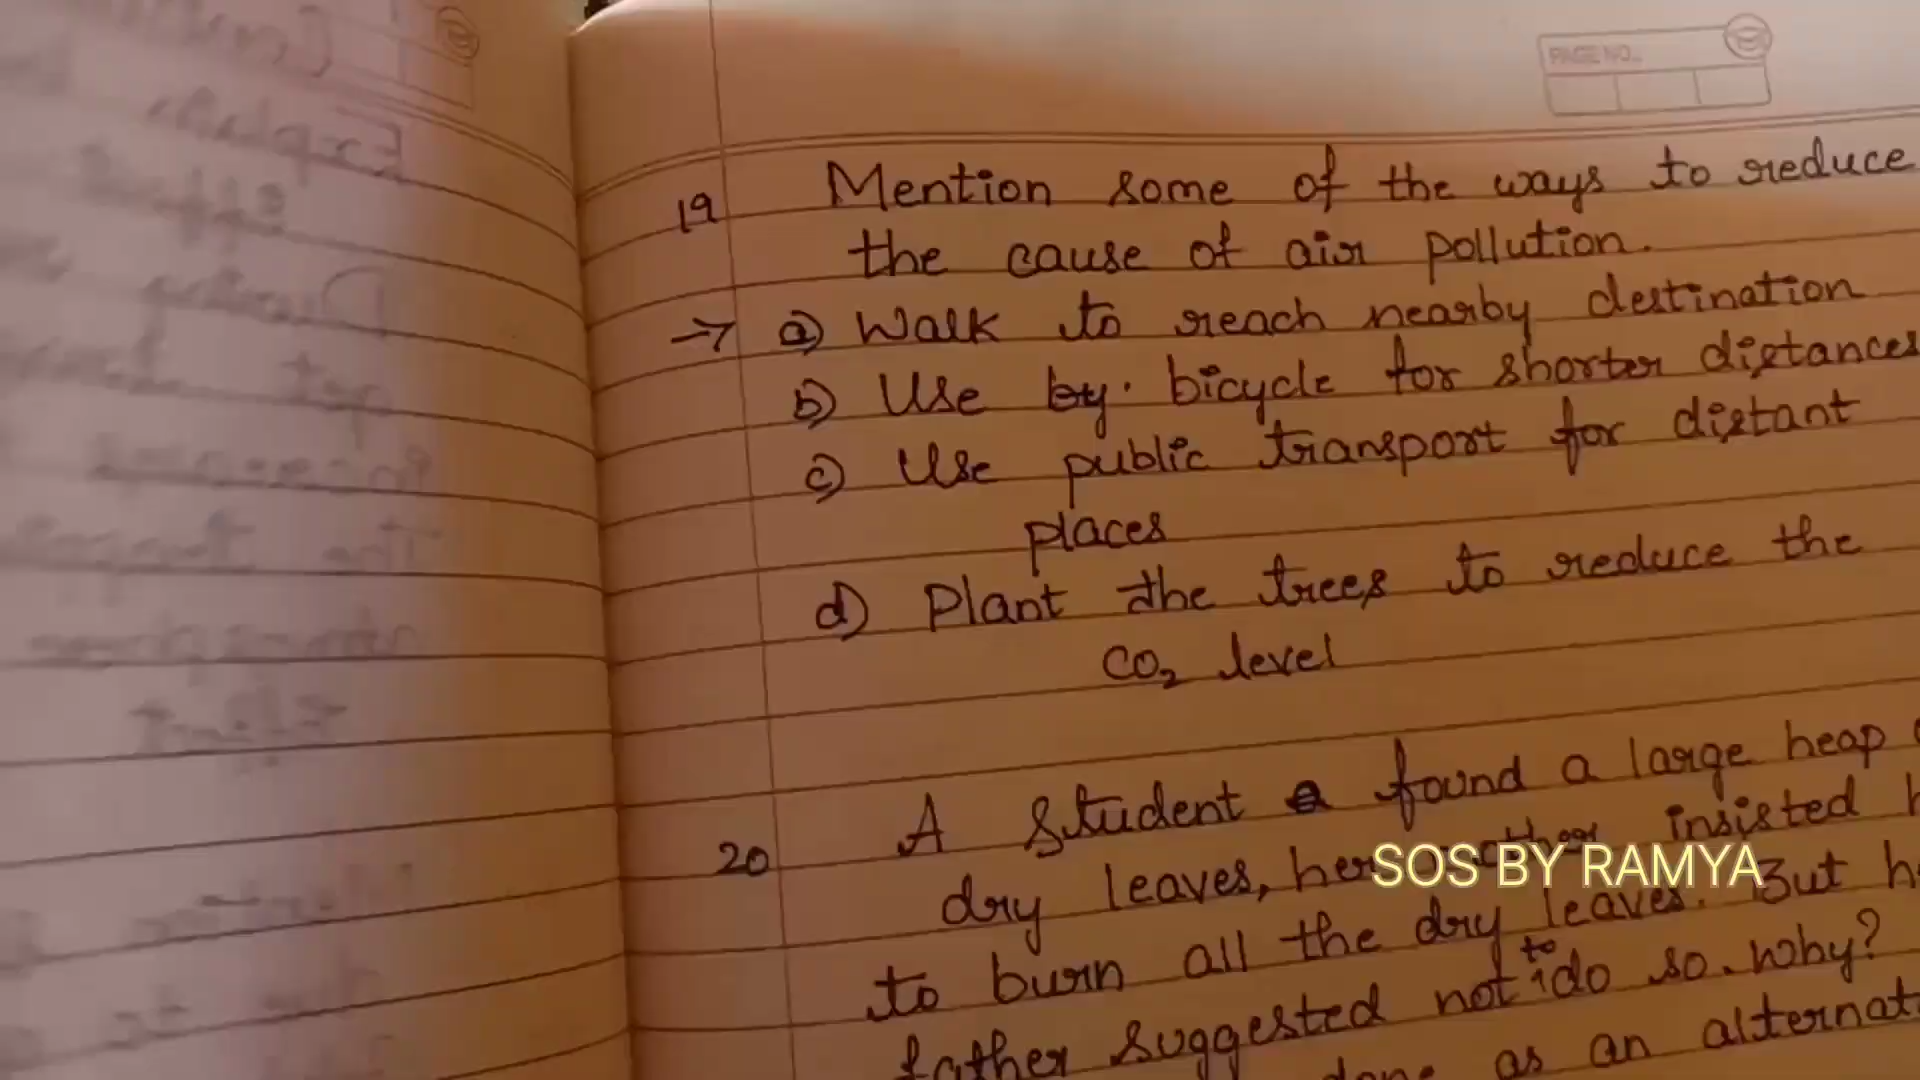 PAGE NO.
19 Mention some of the ways to reduce
the cause of air pollution.
→ a) Walk to reach nearby destination
b) Use by. bicycle for shorter distances
c) Use public transport for distant
places
d) Plant the trees to reduce the
CO₂ level
20 A student found a large heap
dry leaves, her mother insisted
to burn all the dry leaves. But
father suggested not to do so. why?
done as an
SOS BY RAMYA